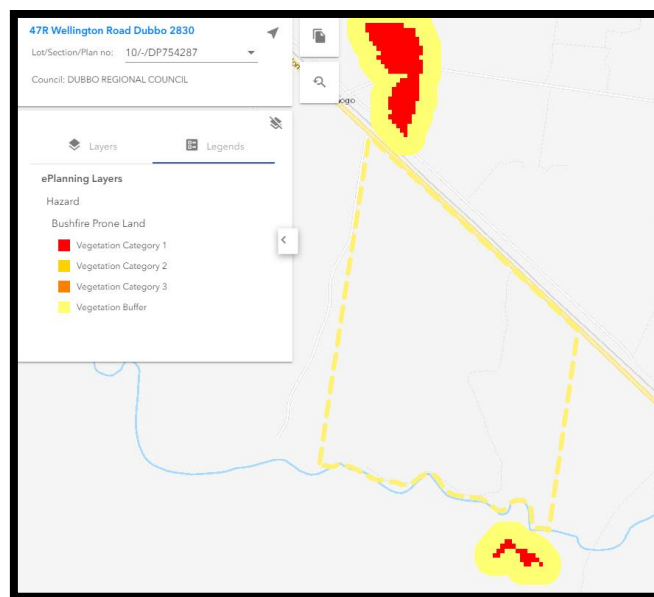 47R Wellington Road Dubbo 2830
Lot/Section/Plan no: 10/-/DP754287
Council: DUBBO REGIONAL COUNCIL
Layers Legends
ePlanning Layers
Hazard
Bushfire Prone Land
Vegetation Category 1
Vegetation Category 2
Vegetation Category 3
Vegetation Buffer